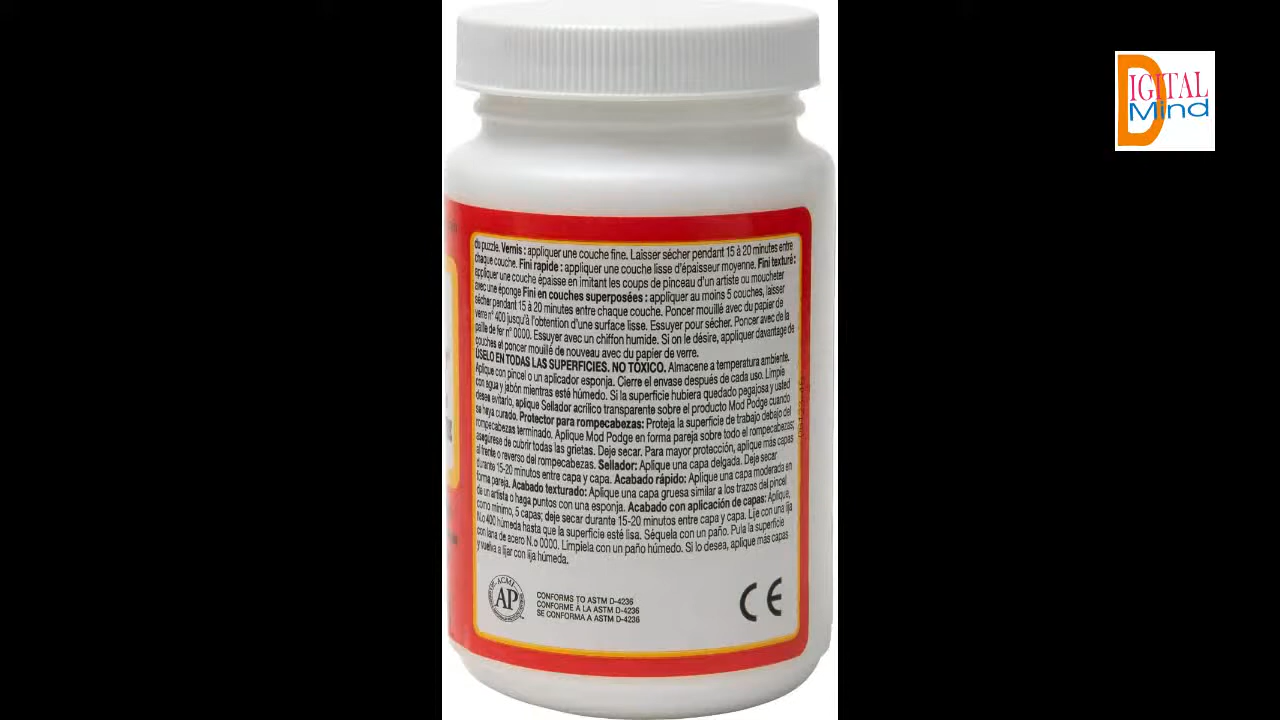 DIGITAL
Mind
du puzzle. Vernis : appliquer une couche fine. Laisser sécher pendant 15 à 20 minutes entre
chaque couche. Fini rapide : appliquer une couche lisse d'épaisseur moyenne. Fini texturé :
appliquer une couche épaisse en imitant les coups de pinceau d'un artiste ou moucheter
avec une éponge Fini en couches superposées : appliquer au moins 5 couches, laisser
sécher pendant 15 à 20 minutes entre chaque couche. Poncer mouillé avec du papier de
verre n° 400 jusqu'à l'obtention d'une surface lisse. Essuyer pour sécher. Poncer avec de la
paille de fer n° 0000. Essuyer avec un chiffon humide. Si on le désire, appliquer davantage de
couches et poncer mouillé de nouveau avec du papier de verre.
ÚSELO EN TODAS LAS SUPERFICIES. NO TÓXICO. Almacene a temperatura ambiente.
Aplique con pincel o un aplicador esponja. Cierre el envase después de cada uso. Limpie
con agua y jabón mientras esté húmedo. Si la superficie hubiera quedado pegajosa y usted
desea evitarlo, aplique Sellador acrílico transparente sobre el producto Mod Podge cuando
se haya curado. Protector para rompecabezas: Proteja la superficie de trabajo debajo del
rompecabezas terminado. Aplique Mod Podge en forma pareja sobre todo el rompecabezas;
asegúrese de cubrir todas las grietas. Deje secar. Para mayor protección, aplique más capas
al frente o reverso del rompecabezas. Sellador: Aplique una capa delgada. Deje secar
durante 15-20 minutos entre capa y capa. Acabado rápido: Aplique una capa moderada en
forma pareja. Acabado texturado: Aplique una capa gruesa similar a los trazos del pincel
de un artista o haga puntos con una esponja. Acabado con aplicación de capas: Aplique,
como mínimo, 5 capas; deje secar durante 15-20 minutos entre capa y capa. Lije con una lija
N.o 400 húmeda hasta que la superficie esté lisa. Séquela con un paño. Pula la superficie
con lana de acero N.o 0000. Límpiela con un paño húmedo. Si lo desea, aplique más capas
y vuelva a lijar con lija húmeda.
ACMI
AP
CONFORMS TO ASTM D-4236
CONFORME À LA ASTM D-4236
SE CONFORMA A ASTM D-4236
CE